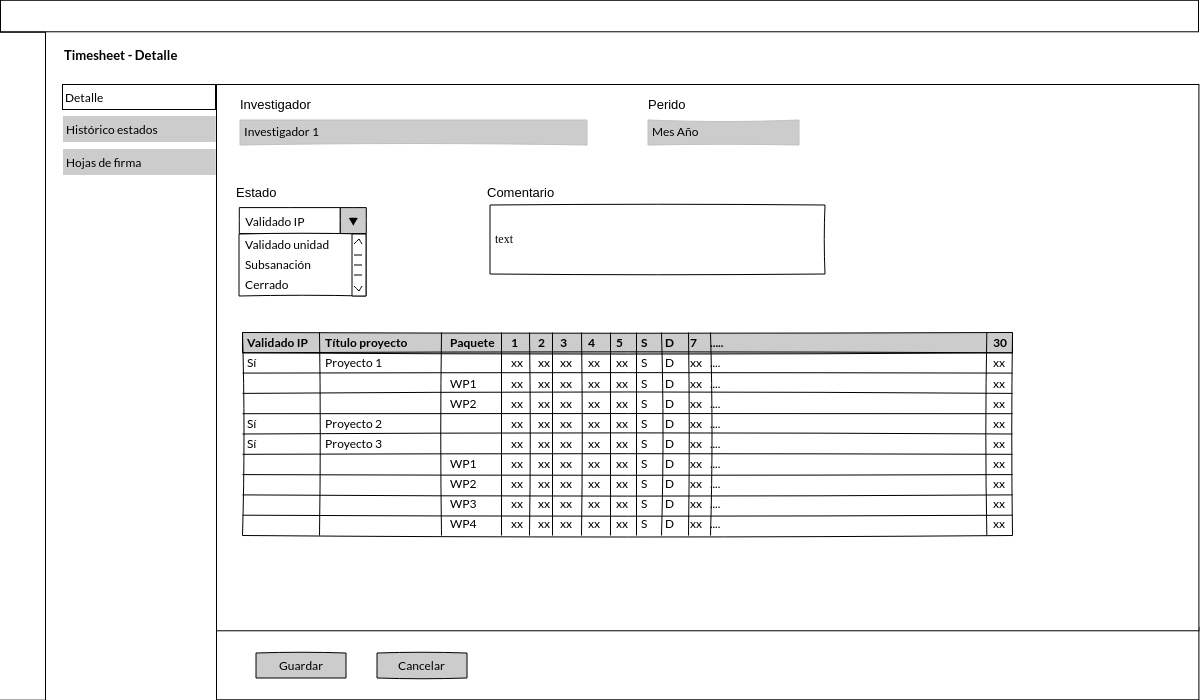 Timesheet - Detalle
Detalle
Histórico estados
Hojas de firma
Investigador
Perido
Investigador 1
Mes Año
Estado
Comentario
Validado IP
Validado unidad
Subsanación
Cerrado
text
Validado IP Título proyecto Paquete 1 2 3 4 5 S D 7 ..... 30
Sí Proyecto 1 xx xx xx xx xx S D xx .... xx
WP1 xx xx xx xx xx S D xx .... xx
WP2 xx xx xx xx xx S D xx .... xx
Sí Proyecto 2 xx xx xx xx xx S D xx .... xx
Sí Proyecto 3 xx xx xx xx xx S D xx .... xx
WP1 xx xx xx xx xx S D xx .... xx
WP2 xx xx xx xx xx S D xx .... xx
WP3 xx xx xx xx xx S D xx .... xx
WP4 xx xx xx xx xx S D xx .... xx
Guardar
Cancelar